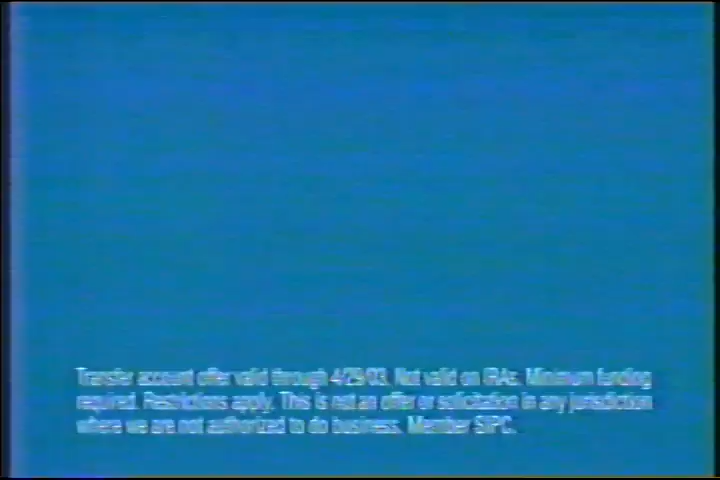 Transfer account offer valid through 4/25/03. Not valid on IRAs. Minimum funding
required. Restrictions apply. This is not an offer or solicitation in any jurisdiction
where we are not authorized to do business. Member SIPC.